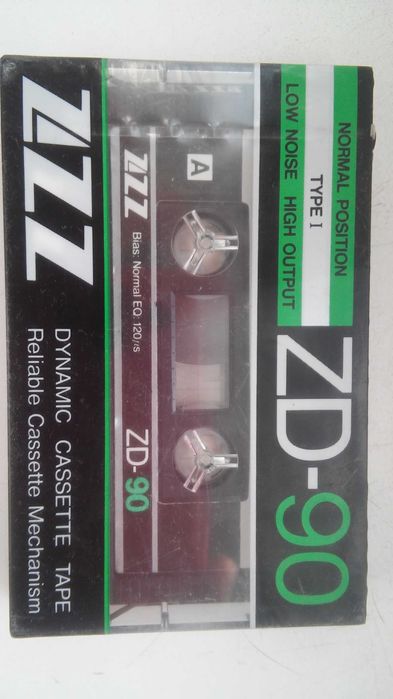 NORMAL POSITION
TYPE I
LOW NOISE HIGH OUTPUT
ZD-90
A
ZZZ
Bias: Normal EQ: 120μs
ZD-90
ZZZ
DYNAMIC CASSETTE TAPE
Reliable Cassette Mechanism